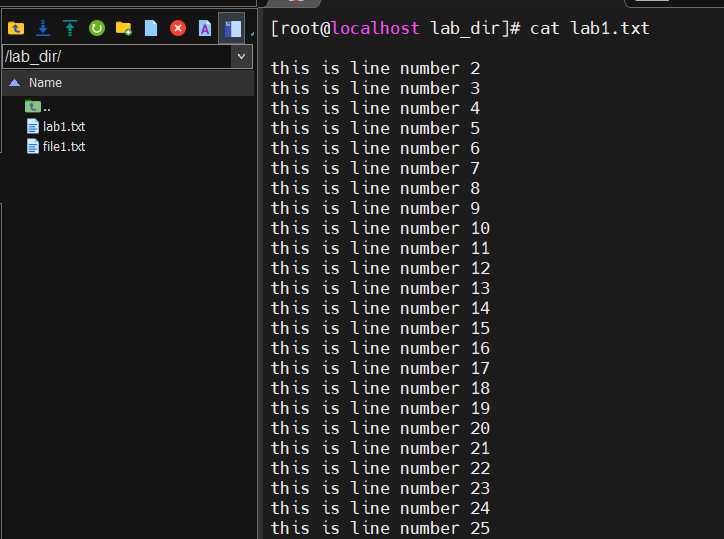 /lab_dir/
Name
..
lab1.txt
file1.txt
[root@localhost lab_dir]# cat lab1.txt
this is line number 2
this is line number 3
this is line number 4
this is line number 5
this is line number 6
this is line number 7
this is line number 8
this is line number 9
this is line number 10
this is line number 11
this is line number 12
this is line number 13
this is line number 14
this is line number 15
this is line number 16
this is line number 17
this is line number 18
this is line number 19
this is line number 20
this is line number 21
this is line number 22
this is line number 23
this is line number 24
this is line number 25